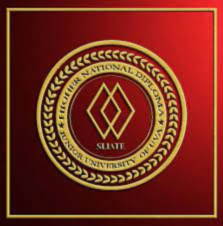 HIGHER NATIONAL DIPLOMA
SLIATE
JUNIOR UNIVERSITY OF UVA